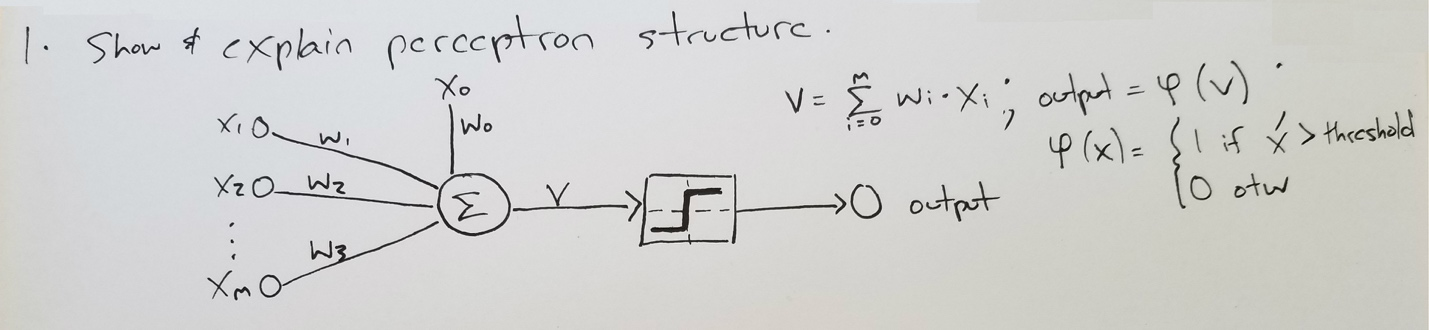 1. Show & explain perceptron structure.
X0
W0
X1 W1
X2 W2
⋮
W3
Xm
Σ
V
output
V = Σ_{i=0}^{m} Wi · Xi ; output = φ(V)
φ(x) = { 1 if x > threshold
0 otw